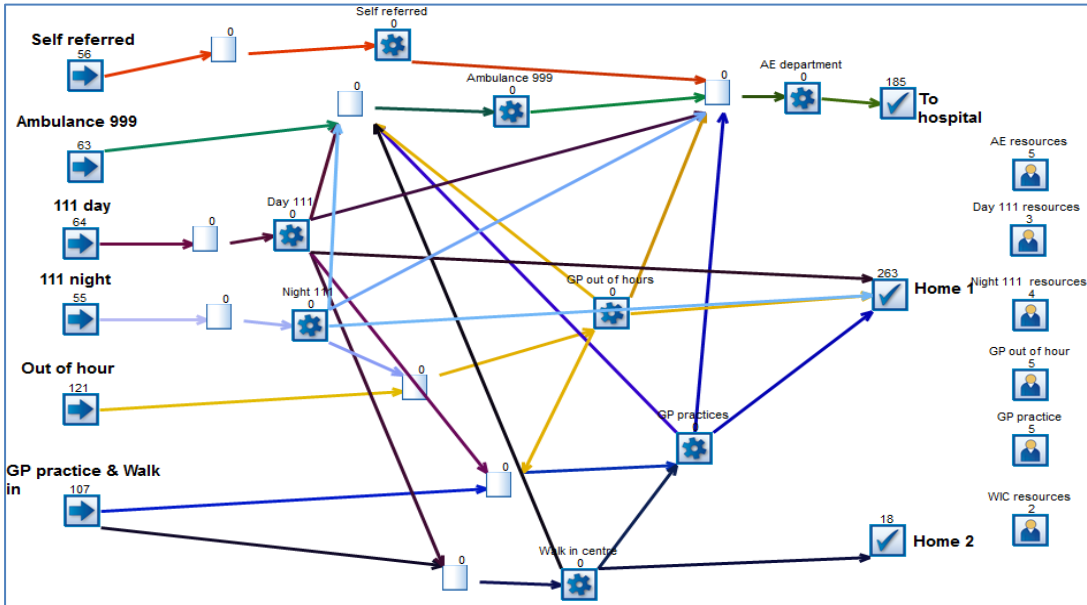 Self referred
56
0
Self referred
0
Ambulance 999
63
0
Ambulance 999
0
0
AE department
0
185
To
hospital
111 day
64
0
Day 111
0
111 night
55
0
Night 111
0
GP out of hours
0
263
Home 1
Out of hour
121
0
GP practices
0
GP practice & Walk
in
107
0
0
Walk in centre
0
18
Home 2
AE resources
5
Day 111 resources
3
Night 111 resources
4
GP out of hour
5
GP practice
5
WIC resources
2